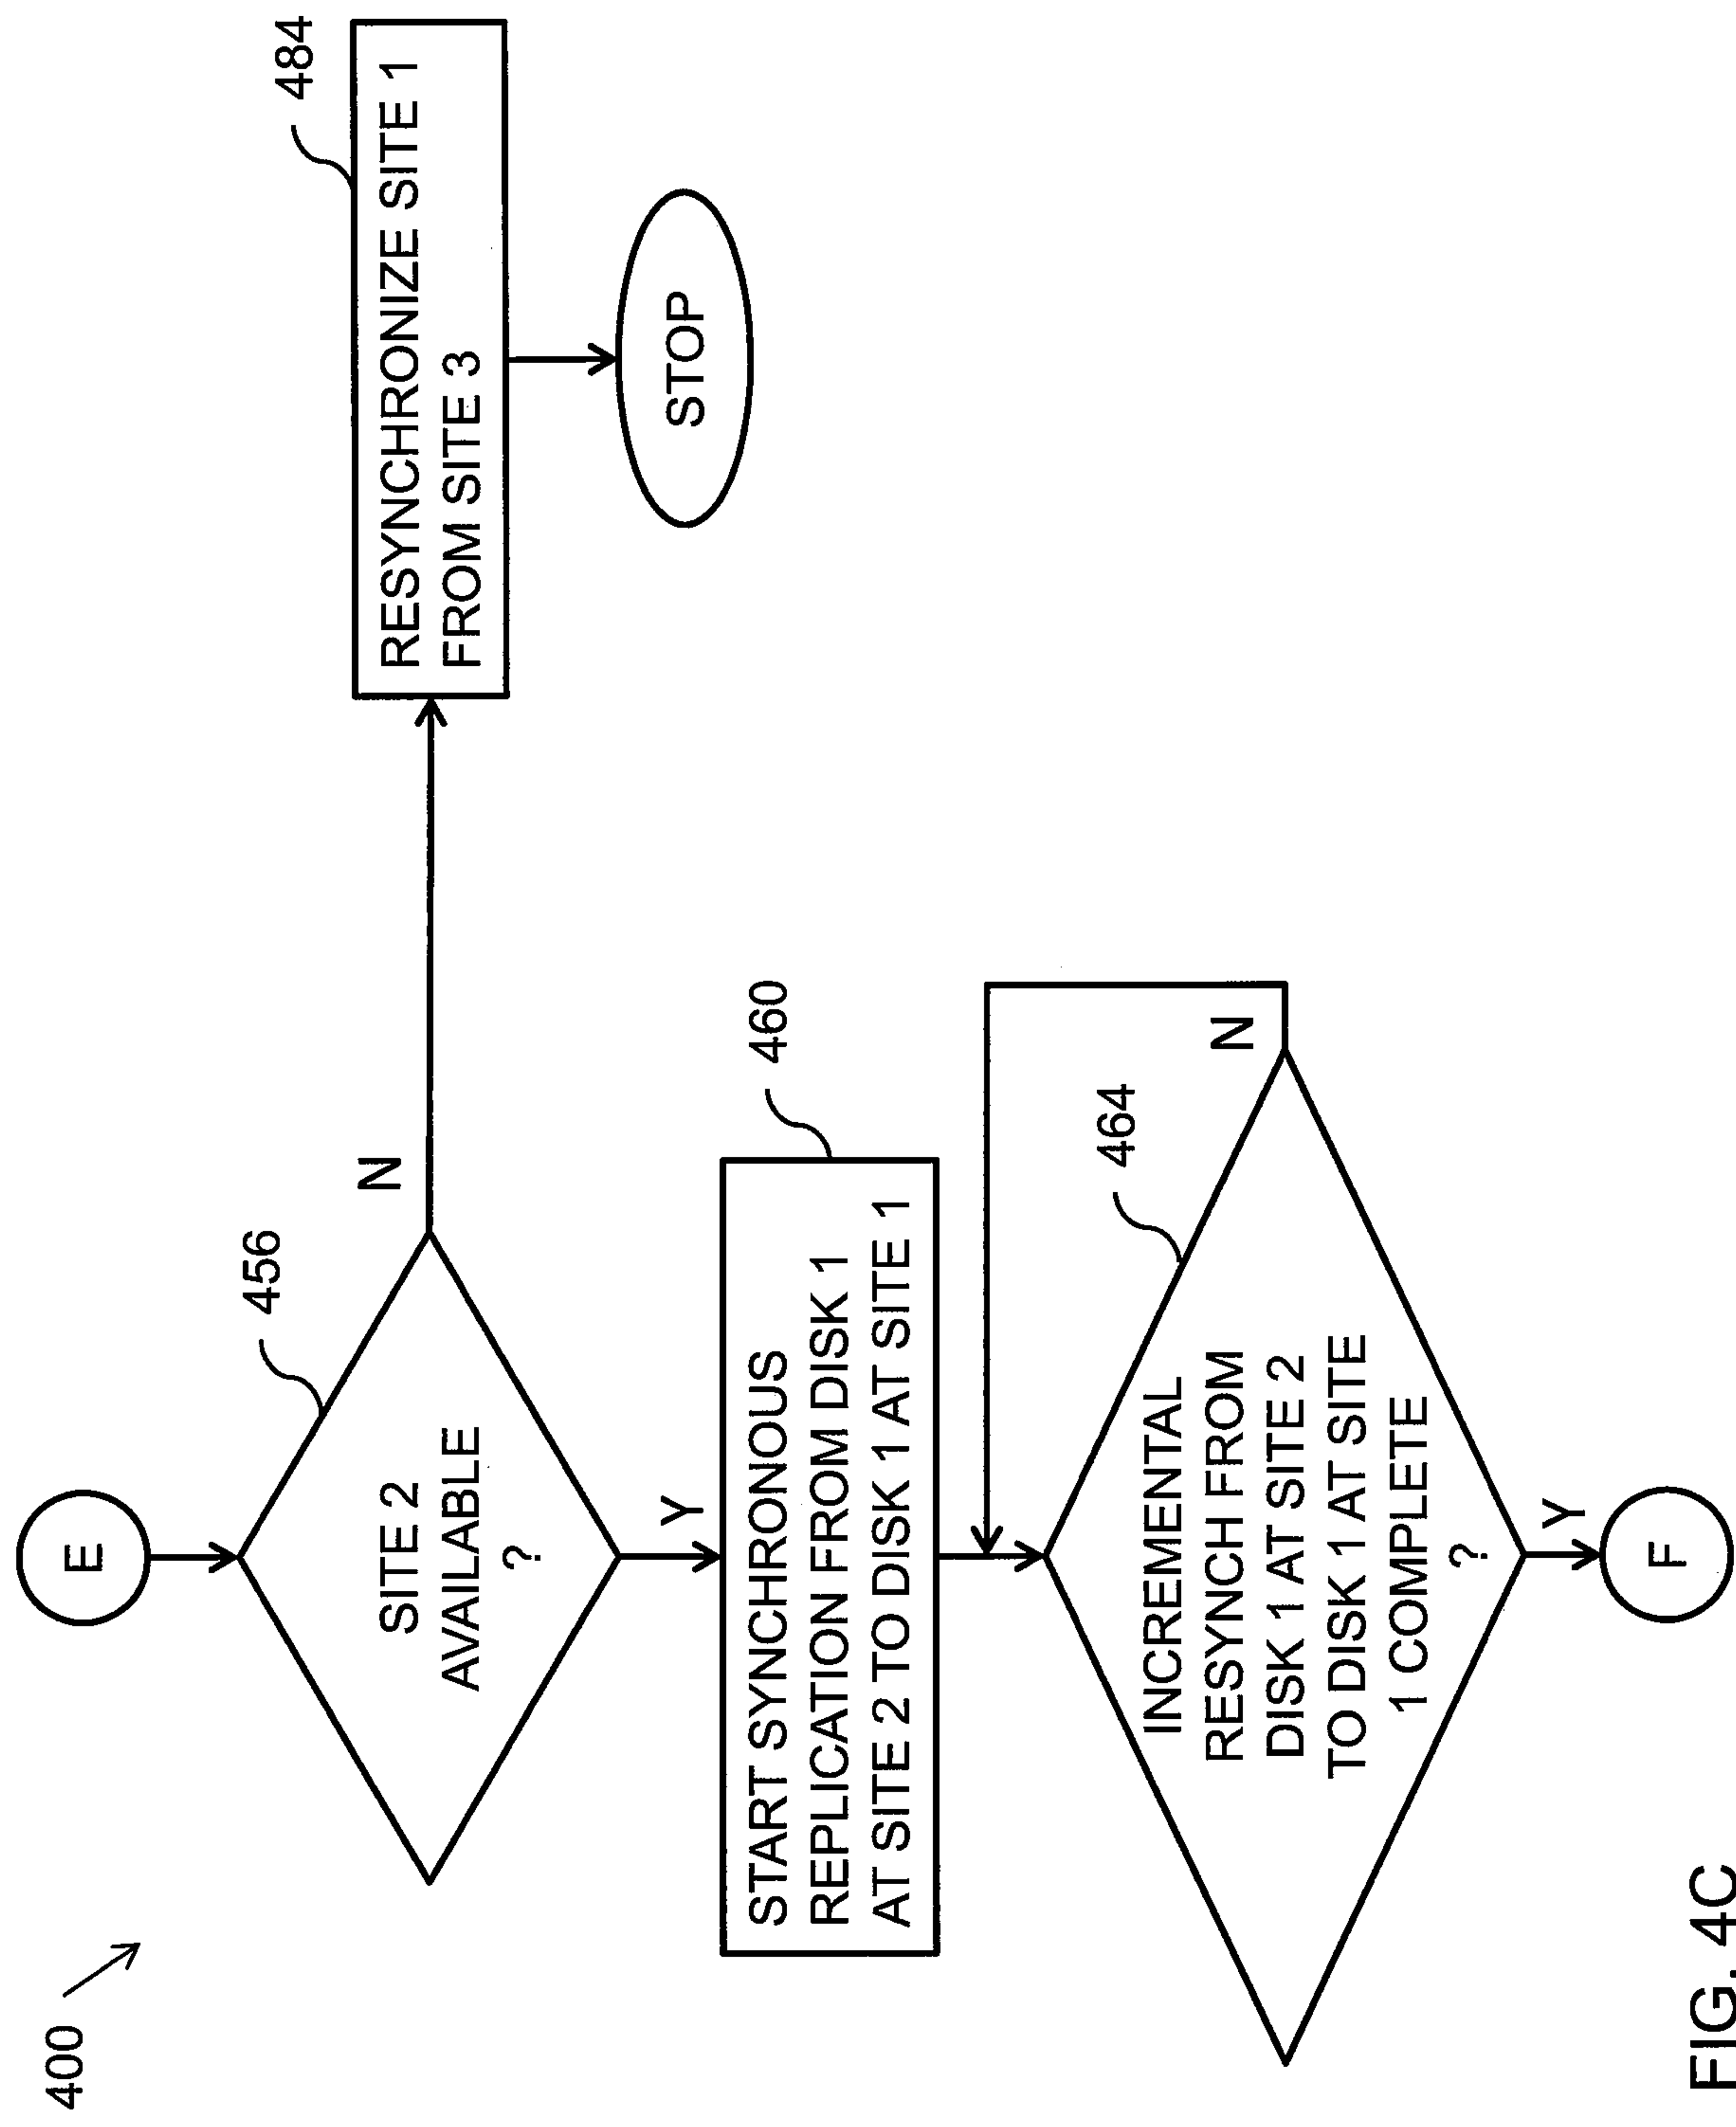 400
E
456
SITE 2
AVAILABLE
?
N
Y
484
RESYNCHRONIZE SITE 1
FROM SITE 3
STOP
460
START SYNCHRONOUS
REPLICATION FROM DISK 1
AT SITE 2 TO DISK 1 AT SITE 1
464
INCREMENTAL
RESYNCH FROM
DISK 1 AT SITE 2
TO DISK 1 AT SITE
1 COMPLETE
?
N
Y
F
FIG. 4C